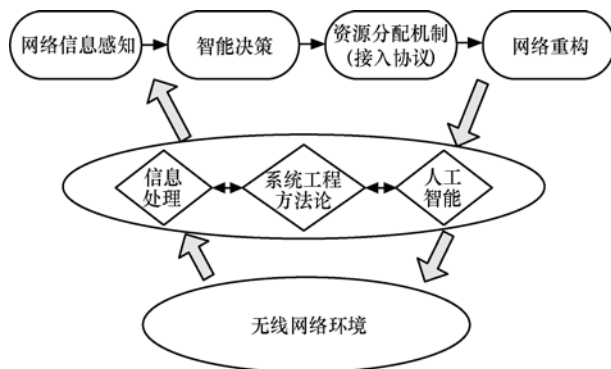 网络信息感知
智能决策
资源分配机制
(接入协议)
网络重构
信息
处理
系统工程
方法论
人工
智能
无线网络环境